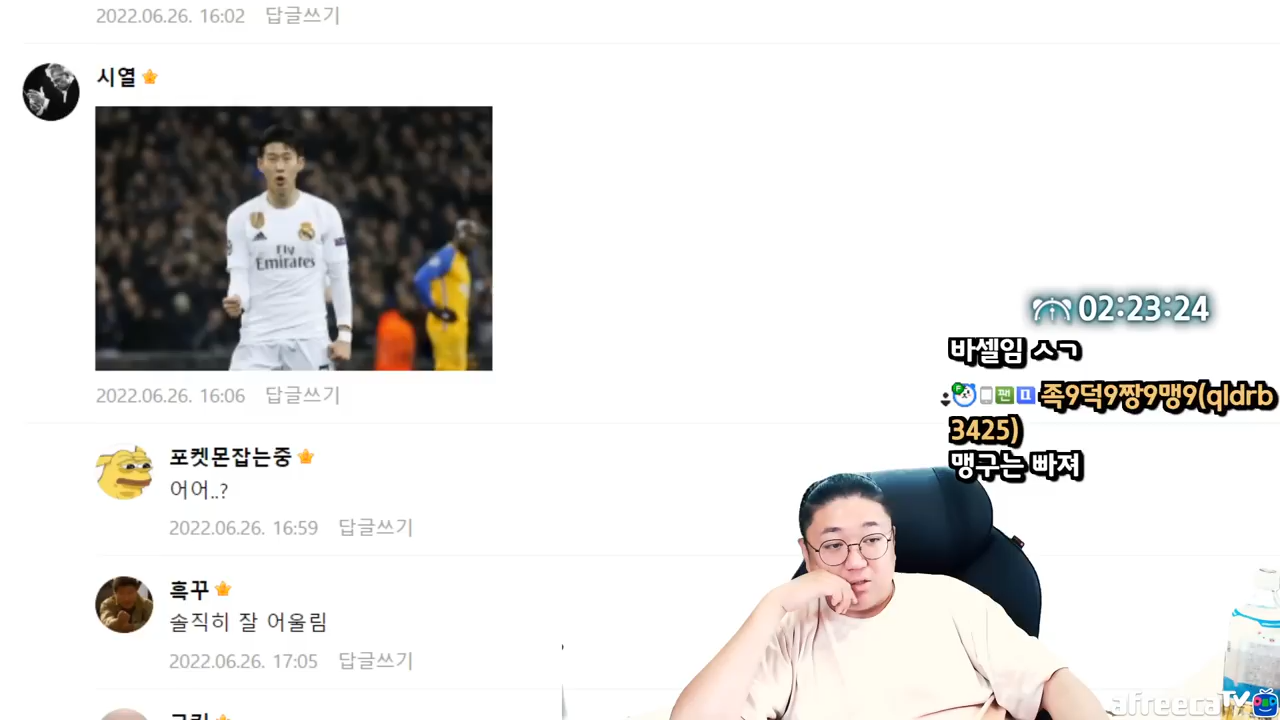 2022.06.26. 16:02 답글쓰기
시열
Fly
Emirates
2022.06.26. 16:06 답글쓰기
포켓몬잡는중
어어..?
2022.06.26. 16:59 답글쓰기
흑꾸
솔직히 잘 어울림
2022.06.26. 17:05 답글쓰기
02:23:24
바셀임 ㅅㄱ
족9덕9짱9맹9(qldrb
3425)
맹구는 빠져
afreecaTV